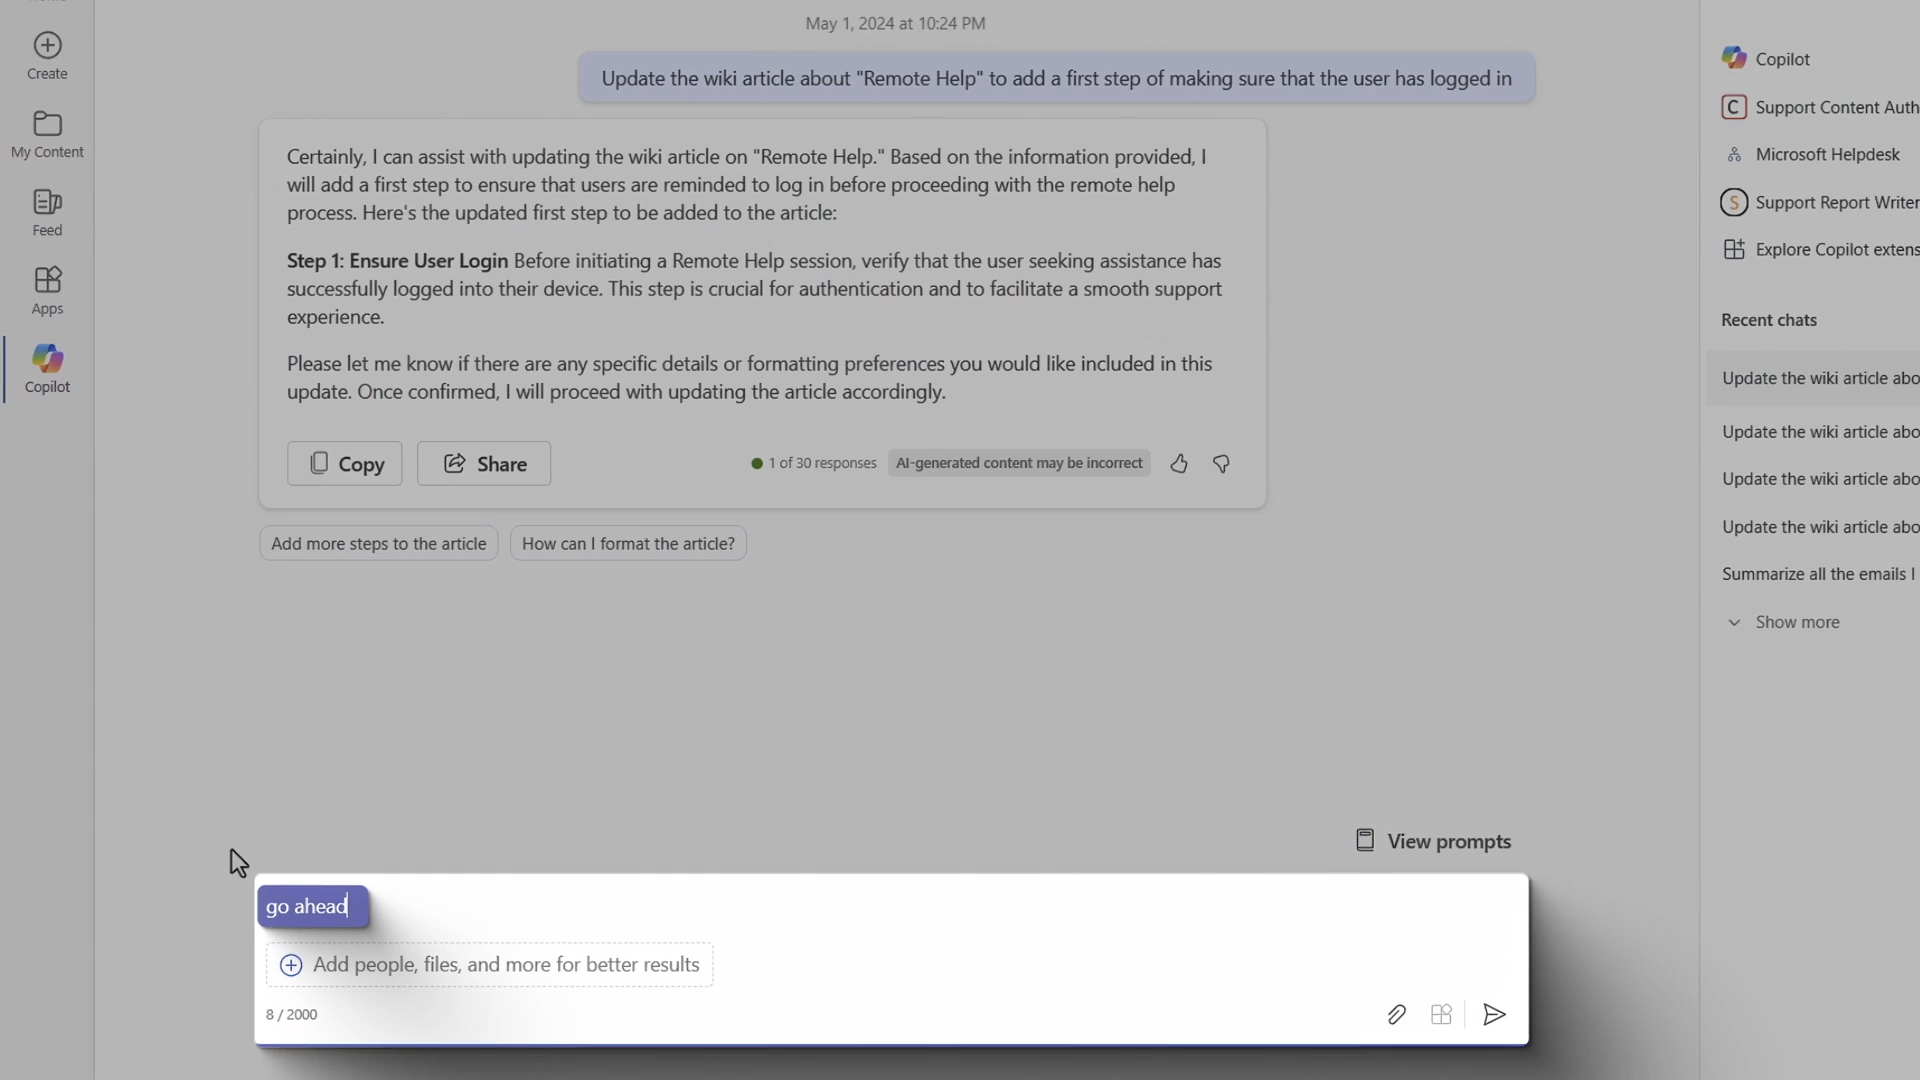 May 1, 2024 at 10:24 PM
Create
My Content
Feed
Apps
Copilot
Update the wiki article about "Remote Help" to add a first step of making sure that the user has logged in
Certainly, I can assist with updating the wiki article on "Remote Help." Based on the information provided, I
will add a first step to ensure that users are reminded to log in before proceeding with the remote help
process. Here's the updated first step to be added to the article:
Step 1: Ensure User Login Before initiating a Remote Help session, verify that the user seeking assistance has
successfully logged into their device. This step is crucial for authentication and to facilitate a smooth support
experience.
Please let me know if there are any specific details or formatting preferences you would like included in this
update. Once confirmed, I will proceed with updating the article accordingly.
Copy
Share
1 of 30 responses
AI-generated content may be incorrect
Add more steps to the article
How can I format the article?
View prompts
go ahead
Add people, files, and more for better results
8 / 2000
Copilot
C Support Content Auth
Microsoft Helpdesk
S Support Report Writer
Explore Copilot extens
Recent chats
Update the wiki article abo
Update the wiki article abo
Update the wiki article abo
Update the wiki article abo
Summarize all the emails I
Show more